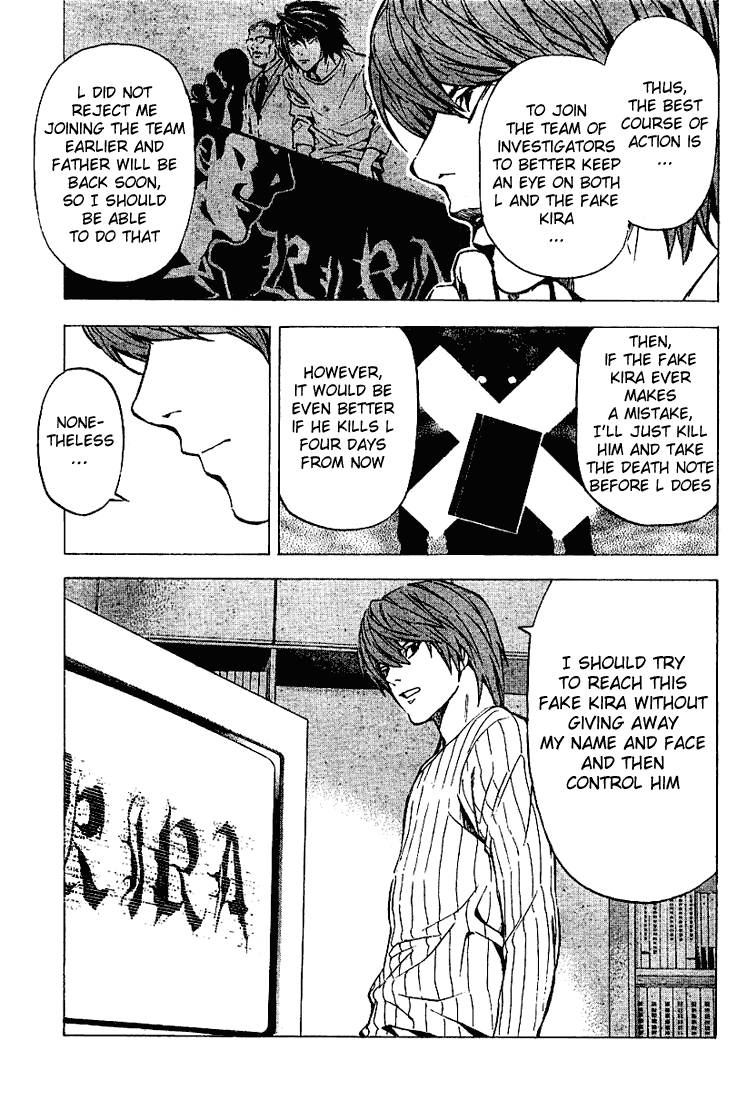 THUS,
THE BEST
COURSE OF
ACTION IS
...
TO JOIN
THE TEAM OF
INVESTIGATORS
TO BETTER KEEP
AN EYE ON BOTH
L AND THE FAKE
KIRA
...
L DID NOT
REJECT ME
JOINING THE TEAM
EARLIER AND
FATHER WILL BE
BACK SOON,
SO I SHOULD
BE ABLE
TO DO THAT
KIRA
THEN,
IF THE FAKE
KIRA EVER
MAKES
A MISTAKE,
I'LL JUST KILL
HIM AND TAKE
THE DEATH NOTE
BEFORE L DOES
HOWEVER,
IT WOULD BE
EVEN BETTER
IF HE KILLS L
FOUR DAYS
FROM NOW
NONE-
THELESS
...
I SHOULD TRY
TO REACH THIS
FAKE KIRA WITHOUT
GIVING AWAY
MY NAME AND FACE
AND THEN
CONTROL HIM
KIRA